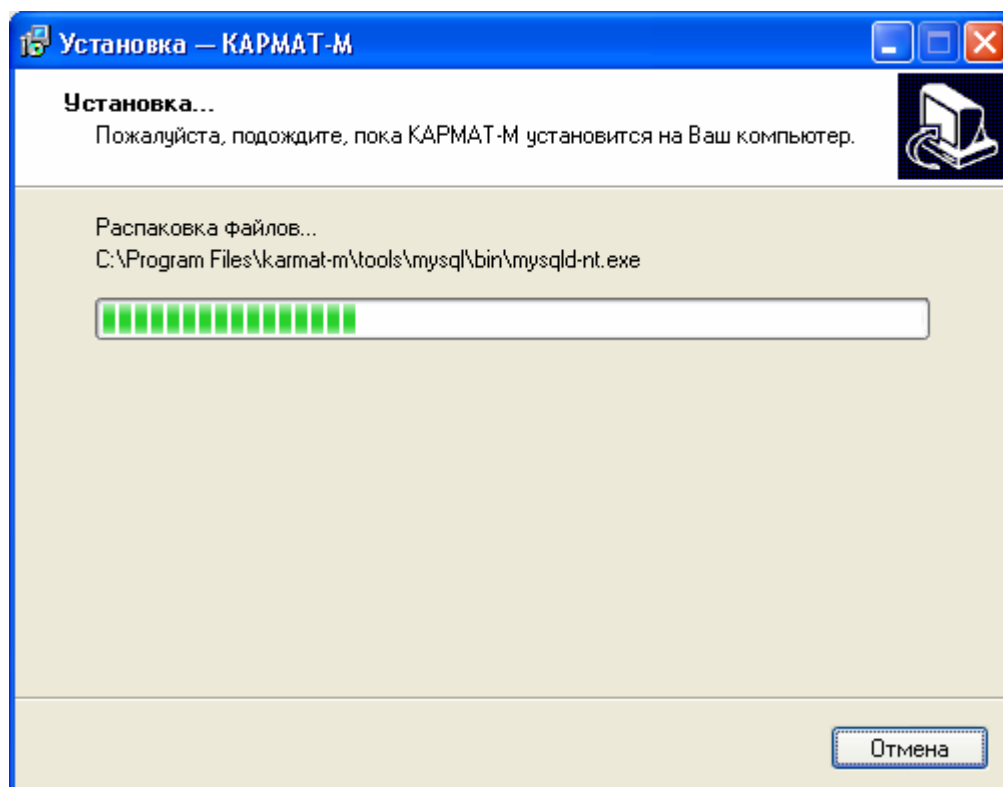 Установка — КАРМАТ-М
Установка...
Пожалуйста, подождите, пока КАРМАТ-М установится на Ваш компьютер.
Распаковка файлов...
C:\Program Files\karmat-m\tools\mysql\bin\mysqld-nt.exe
Отмена